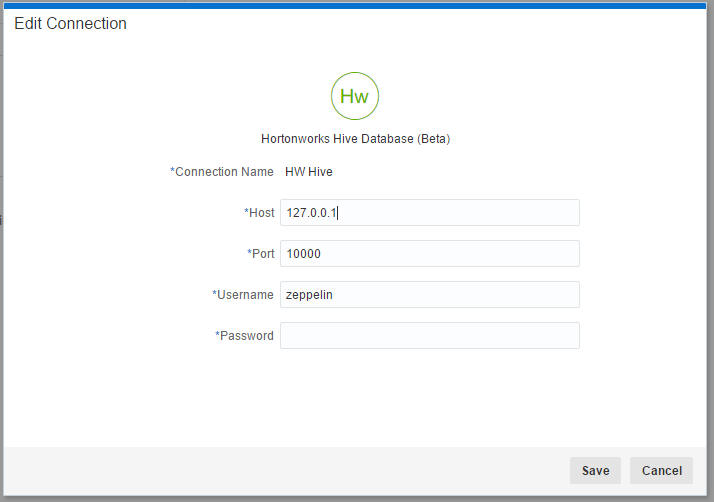 Edit Connection
Hw
Hortonworks Hive Database (Beta)
*Connection Name HW Hive
*Host 127.0.0.1
*Port 10000
*Username zeppelin
*Password
Save Cancel